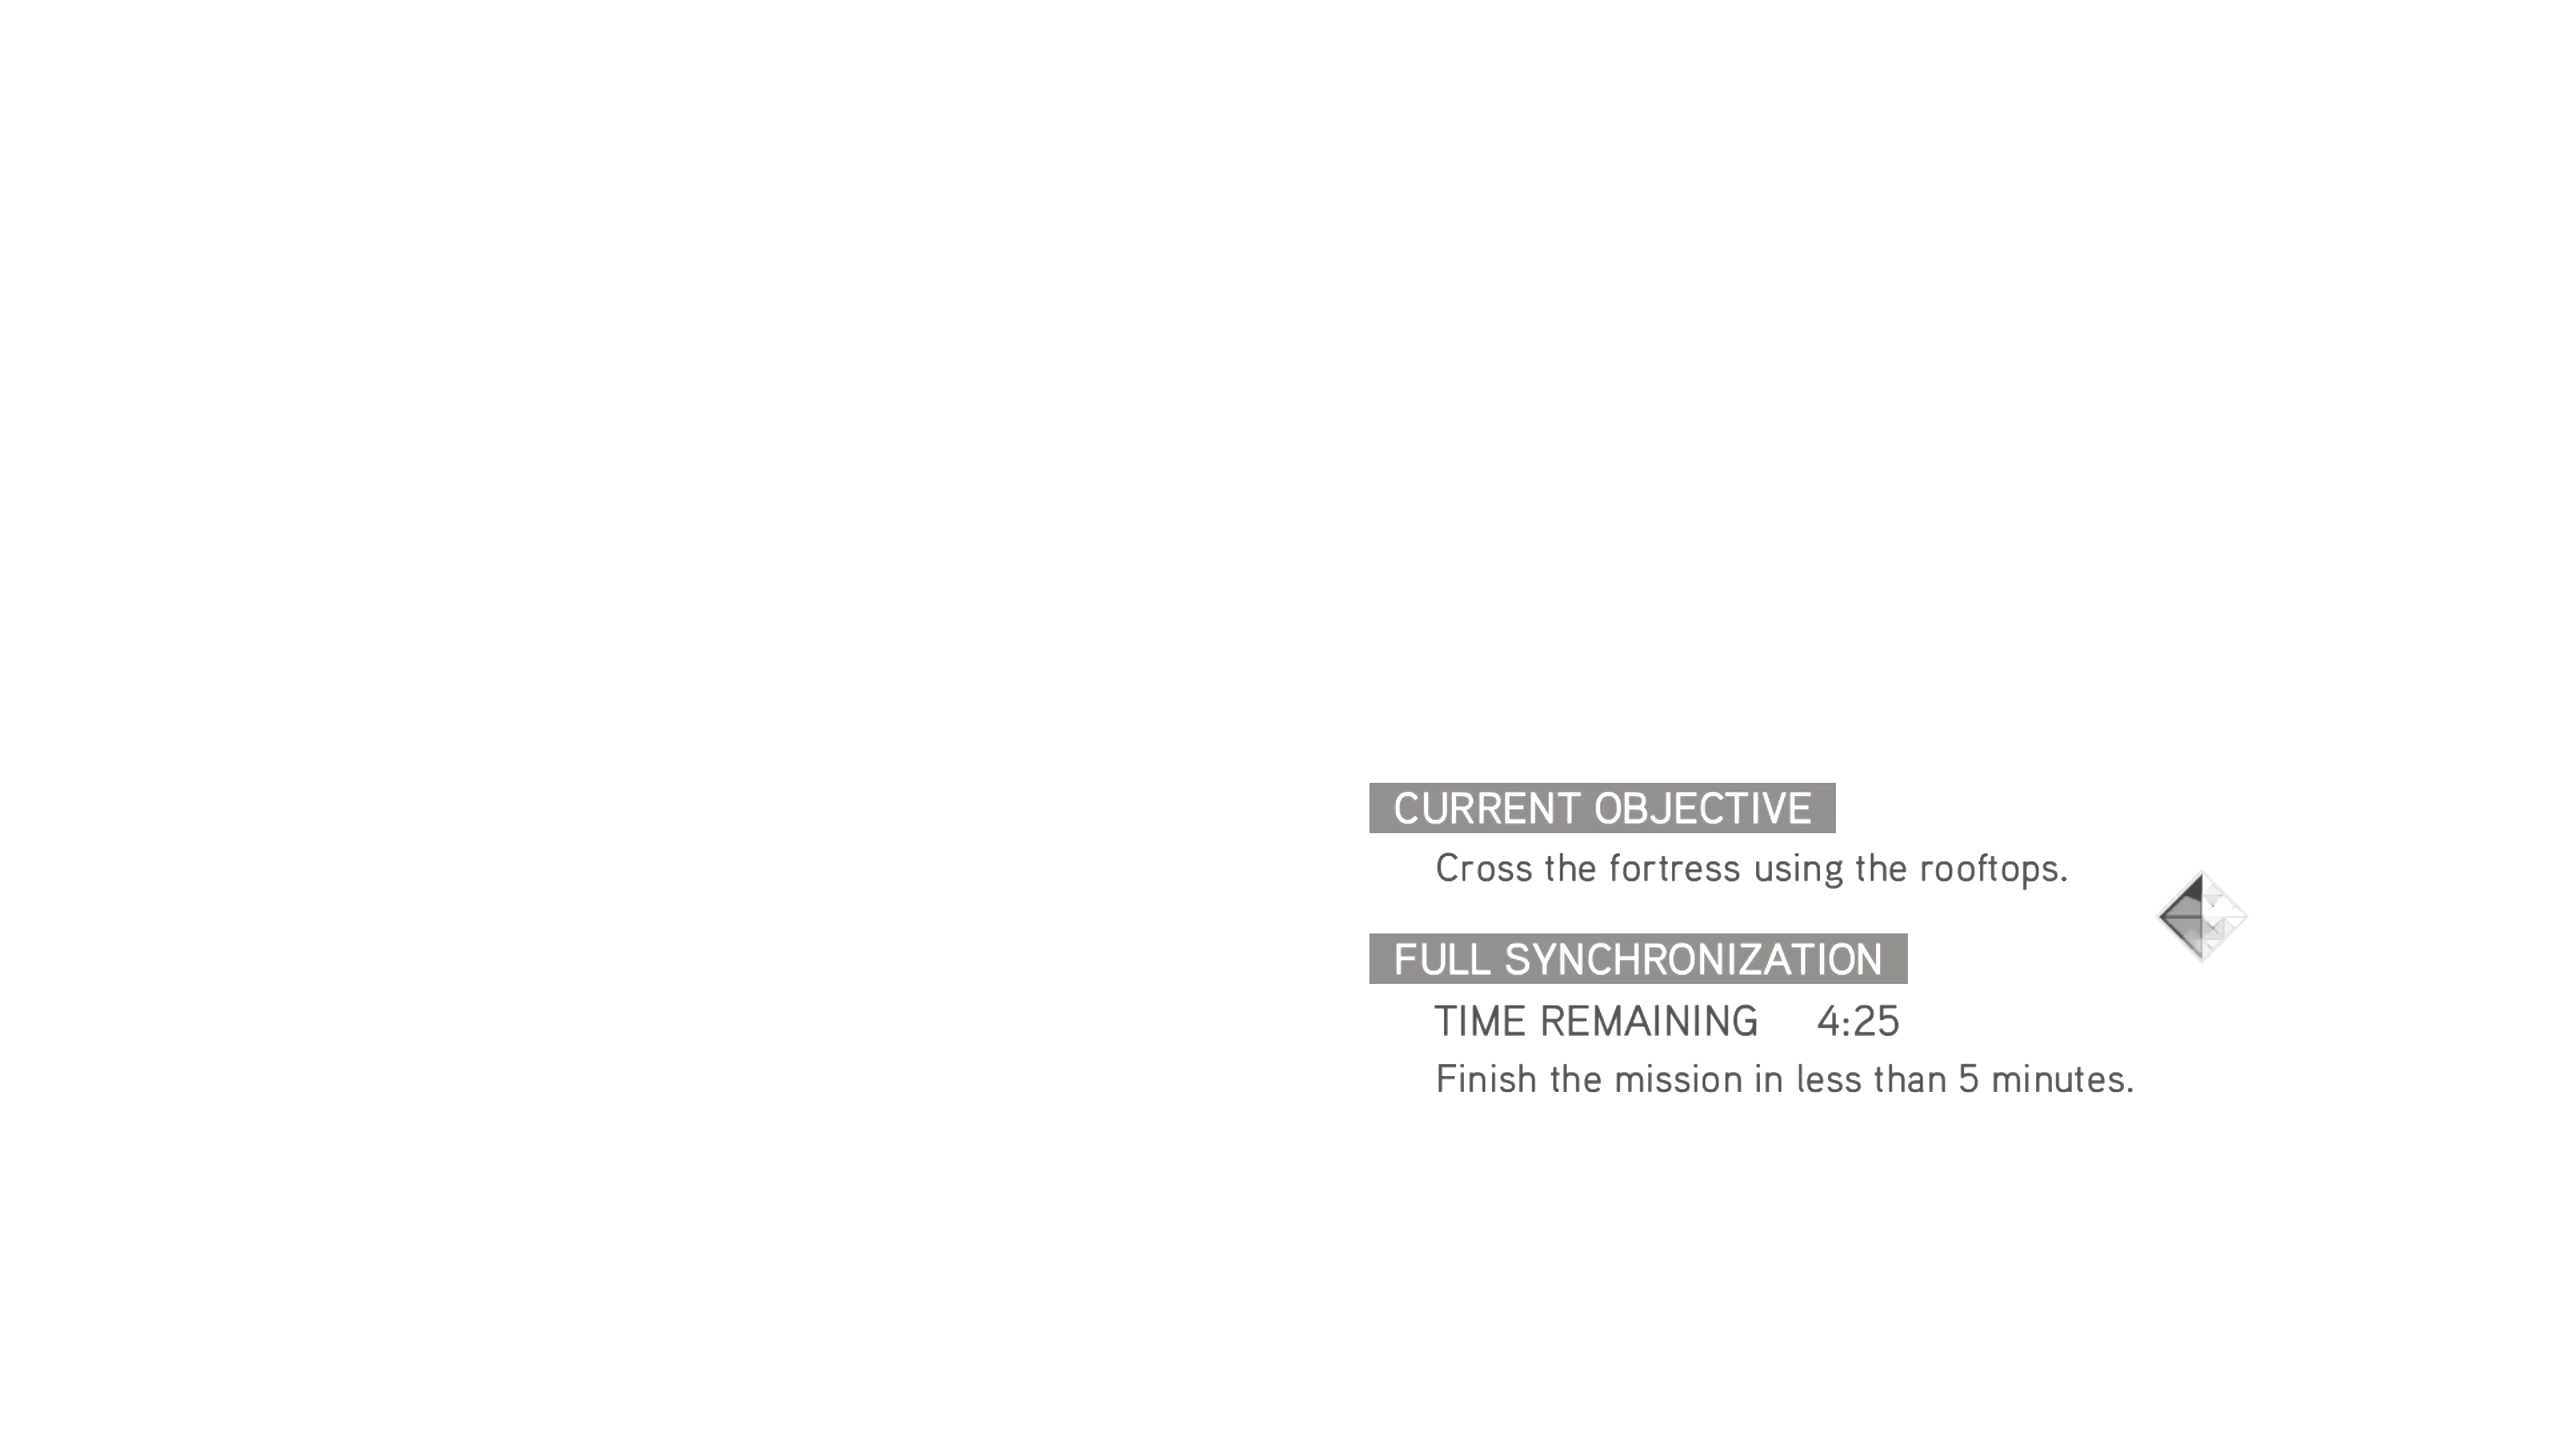 CURRENT OBJECTIVE
Cross the fortress using the rooftops.
FULL SYNCHRONIZATION
TIME REMAINING 4:25
Finish the mission in less than 5 minutes.